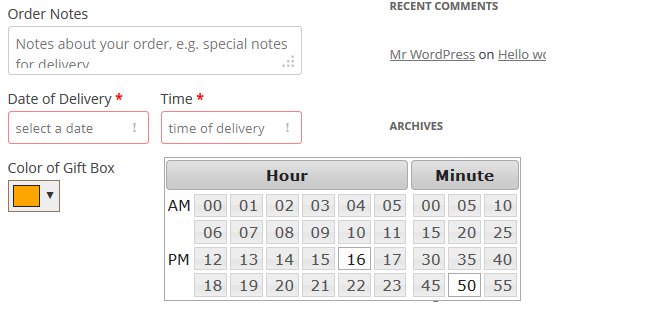 Order Notes
Notes about your order, e.g. special notes
for delivery
Date of Delivery *
Time *
select a date !
time of delivery !
Color of Gift Box
Hour
Minute
AM 00 01 02 03 04 05 00 05 10
06 07 08 09 10 11 15 20 25
PM 12 13 14 15 16 17 30 35 40
18 19 20 21 22 23 45 50 55
RECENT COMMENTS
Mr WordPress on Hello wo
ARCHIVES